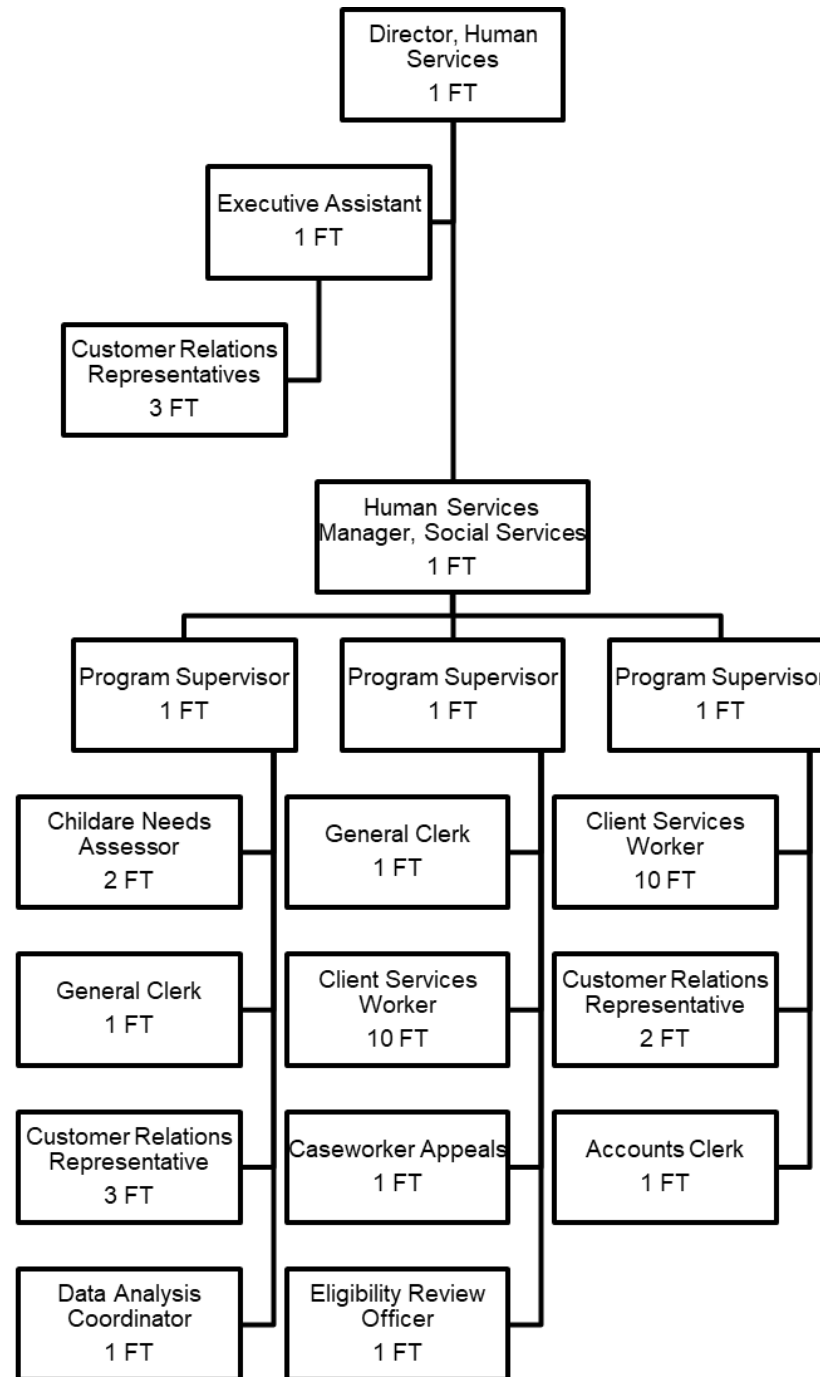 Director, Human
Services
1 FT
Executive Assistant
1 FT
Customer Relations
Representatives
3 FT
Human Services
Manager, Social Services
1 FT
Program Supervisor
1 FT
Program Supervisor
1 FT
Program Supervisor
1 FT
Childare Needs
Assessor
2 FT
General Clerk
1 FT
Client Services
Worker
10 FT
General Clerk
1 FT
Client Services
Worker
10 FT
Customer Relations
Representative
2 FT
Customer Relations
Representative
3 FT
Caseworker Appeals
1 FT
Accounts Clerk
1 FT
Data Analysis
Coordinator
1 FT
Eligibility Review
Officer
1 FT